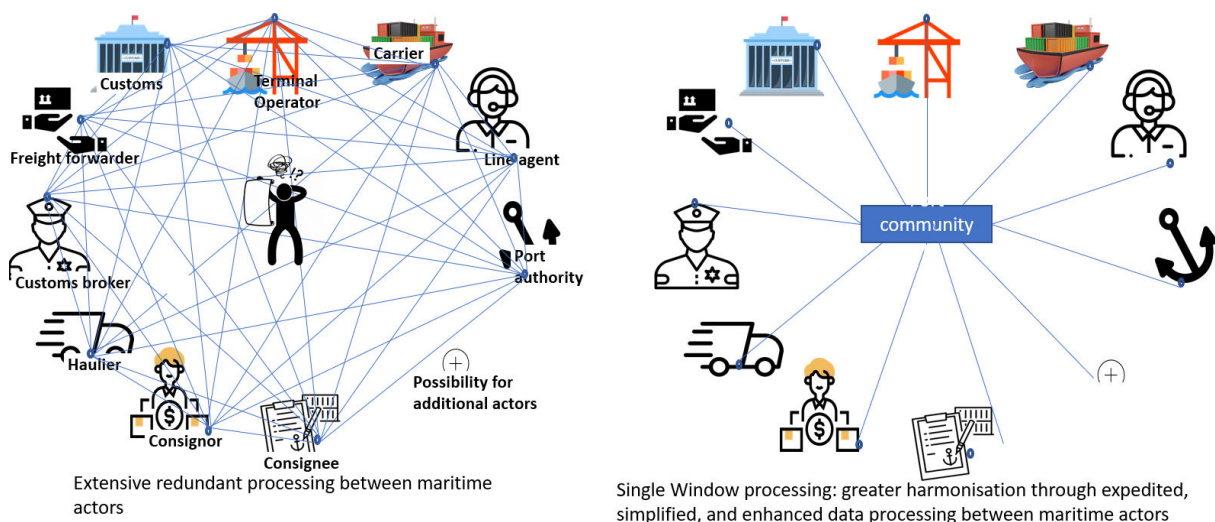 Customs
Terminal
Operator
Carrier
Freight forwarder
Line agent
!?
Customs broker
Port
authority
Haulier
Possibility for
additional actors
Consignor
$
Consignee
Extensive redundant processing between maritime
actors
community
$
Single Window processing: greater harmonisation through expedited,
simplified, and enhanced data processing between maritime actors